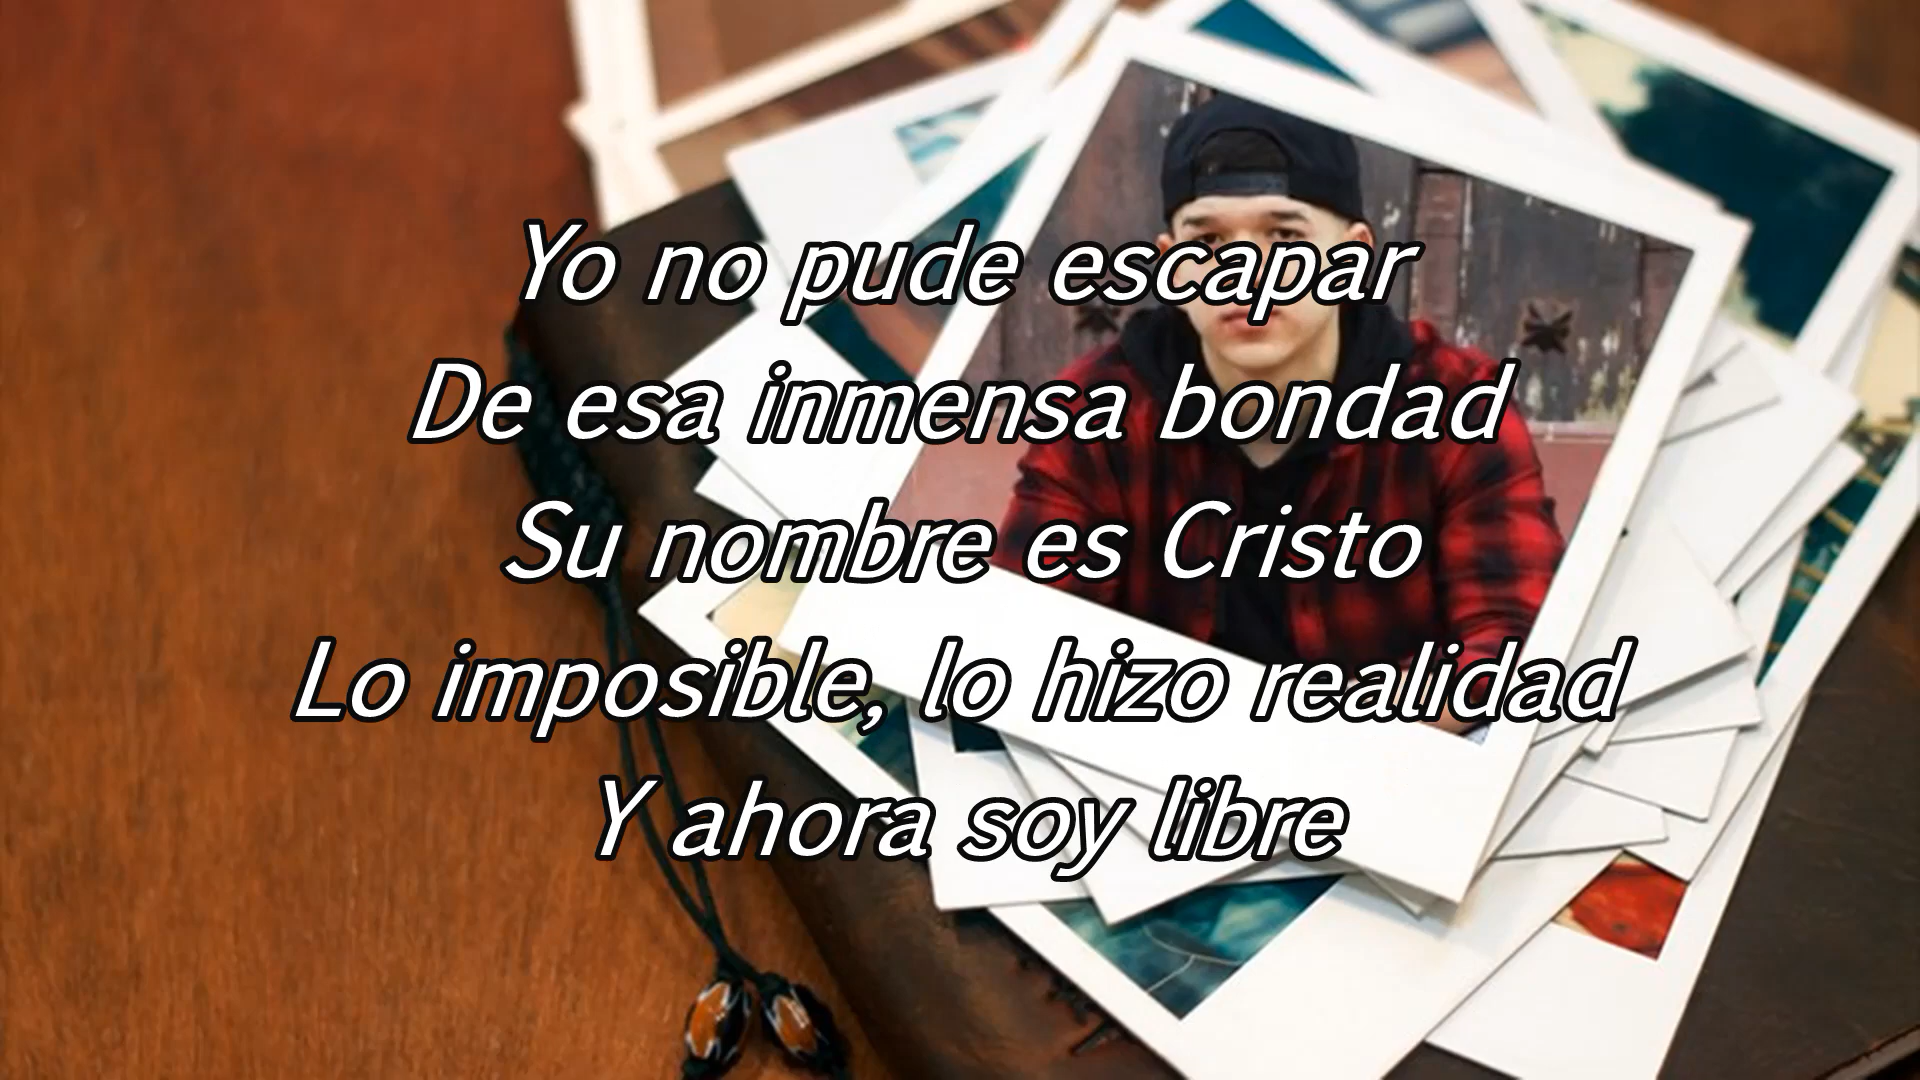 Yo no pude escapar
De esa inmensa bondad
Su nombre es Cristo
Lo imposible, lo hizo realidad
Y ahora soy libre